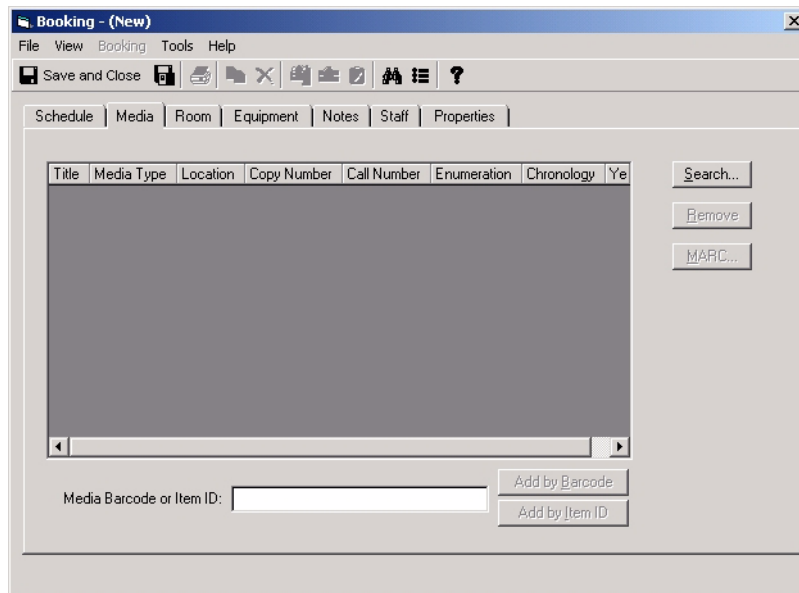 Booking - (New)
File View Booking Tools Help
Save and Close ?
Schedule Media Room Equipment Notes Staff Properties
Title Media Type Location Copy Number Call Number Enumeration Chronology Ye
Search...
Remove
MARC...
Media Barcode or Item ID:
Add by Barcode
Add by Item ID